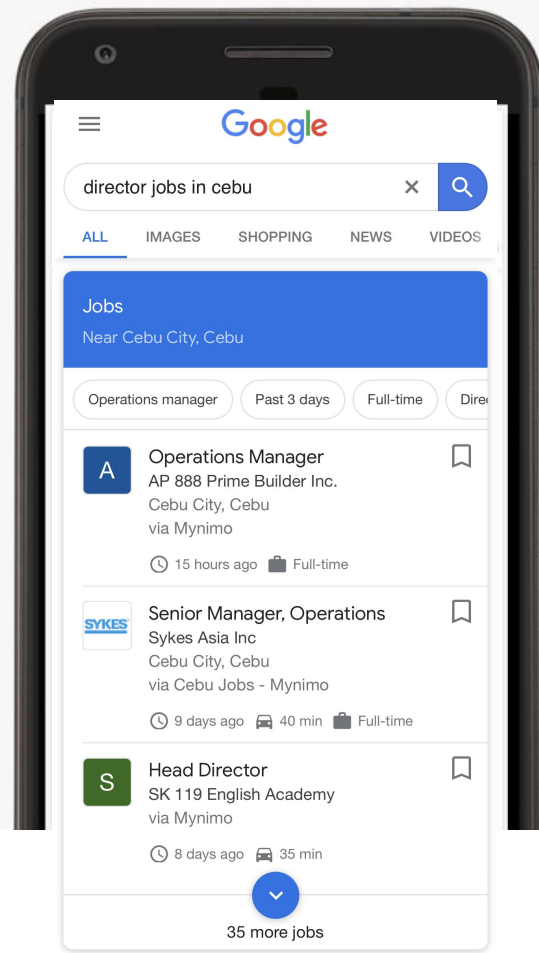 Google
director jobs in cebu
ALL IMAGES SHOPPING NEWS VIDEOS
Jobs
Near Cebu City, Cebu
Operations manager Past 3 days Full-time Dire
A
Operations Manager
AP 888 Prime Builder Inc.
Cebu City, Cebu
via Mynimo
15 hours ago Full-time
SYKES
Senior Manager, Operations
Sykes Asia Inc
Cebu City, Cebu
via Cebu Jobs - Mynimo
9 days ago 40 min Full-time
S
Head Director
SK 119 English Academy
via Mynimo
8 days ago 35 min
35 more jobs